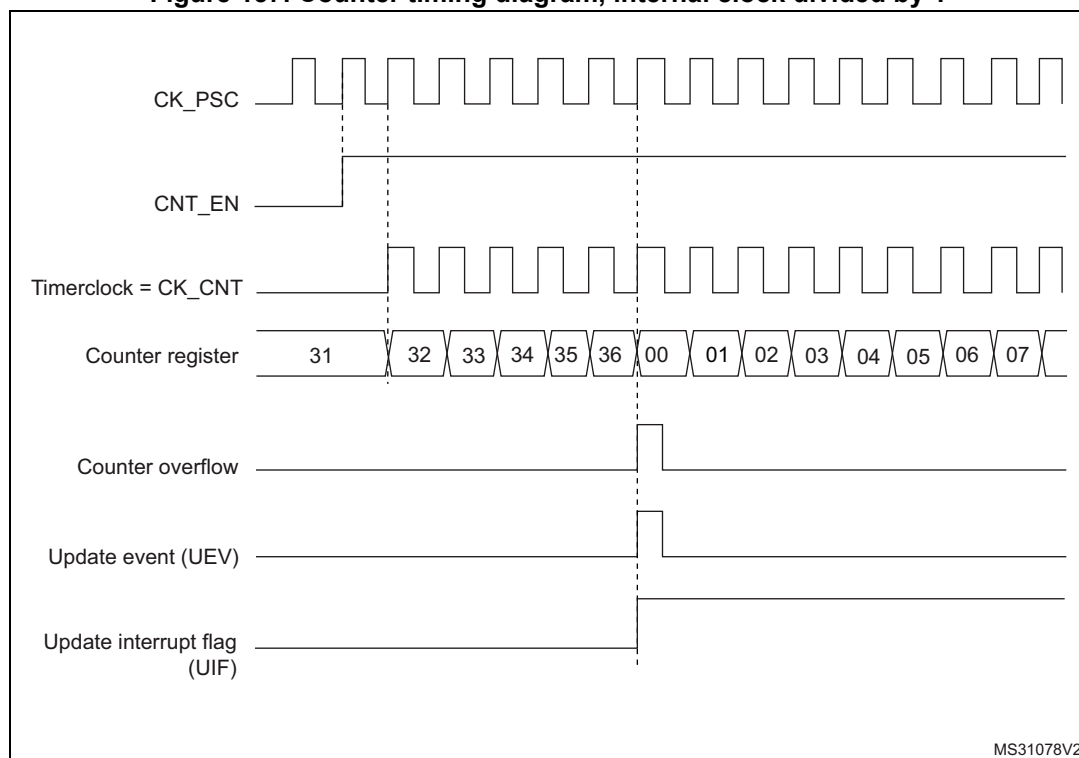 CK_PSC
CNT_EN
Timerclock = CK_CNT
Counter register
31 32 33 34 35 36 00 01 02 03 04 05 06 07
Counter overflow
Update event (UEV)
Update interrupt flag
(UIF)
MS31078V2